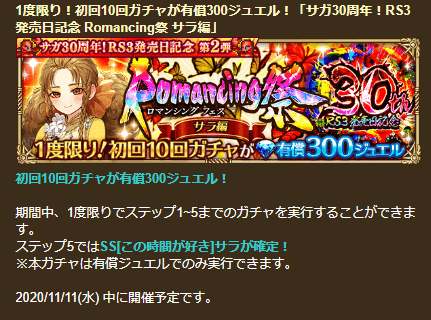 1度限り！初回10回ガチャが有償300ジュエル！「サガ30周年！RS3
発売日記念 Romancing祭 サラ編」
サガ30周年！RS3発売日記念 第2弾
Romancing祭
ロマンシング フェス
サラ編
30th
RS3発売日記念
1度限り！初回10回ガチャが有償300ジュエル
初回10回ガチャが有償300ジュエル！
期間中、1度限りでステップ1~5までのガチャを実行することができま
す。
ステップ5ではSS[この時間が好き]サラが確定！
※本ガチャは有償ジュエルでのみ実行できます。
2020/11/11(水) 中に開催予定です。